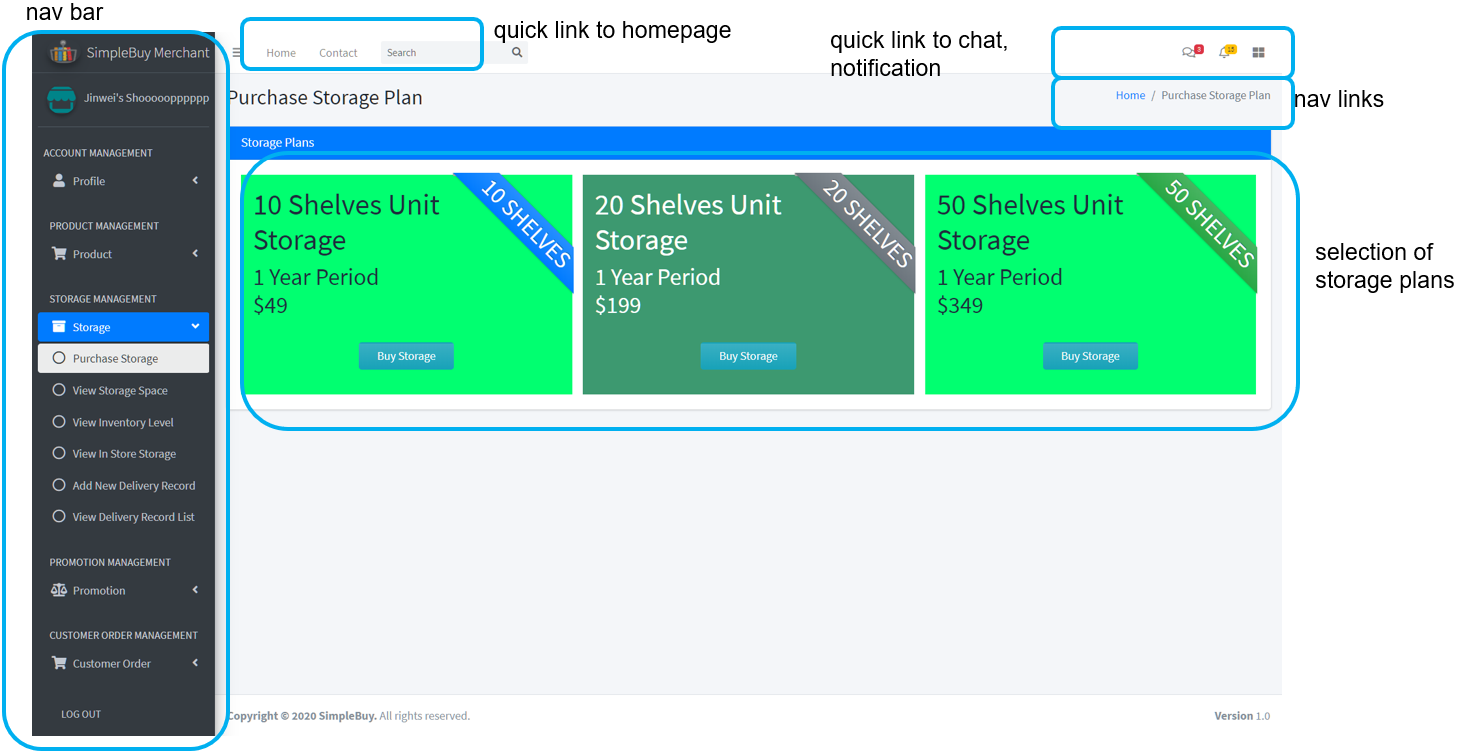 nav bar
quick link to homepage
quick link to chat,
notification
nav links
selection of
storage plans
SimpleBuy Merchant
Jinwei's Shooooopppppp
ACCOUNT MANAGEMENT
Profile
PRODUCT MANAGEMENT
Product
STORAGE MANAGEMENT
Storage
Purchase Storage
View Storage Space
View Inventory Level
View In Store Storage
Add New Delivery Record
View Delivery Record List
PROMOTION MANAGEMENT
Promotion
CUSTOMER ORDER MANAGEMENT
Customer Order
LOG OUT
Home Contact Search
3 15
Purchase Storage Plan
Home / Purchase Storage Plan
Storage Plans
10 Shelves Unit
Storage
1 Year Period
$49
10 SHELVES
Buy Storage
20 Shelves Unit
Storage
1 Year Period
$199
20 SHELVES
Buy Storage
50 Shelves Unit
Storage
1 Year Period
$349
50 SHELVES
Buy Storage
Copyright © 2020 SimpleBuy. All rights reserved.
Version 1.0